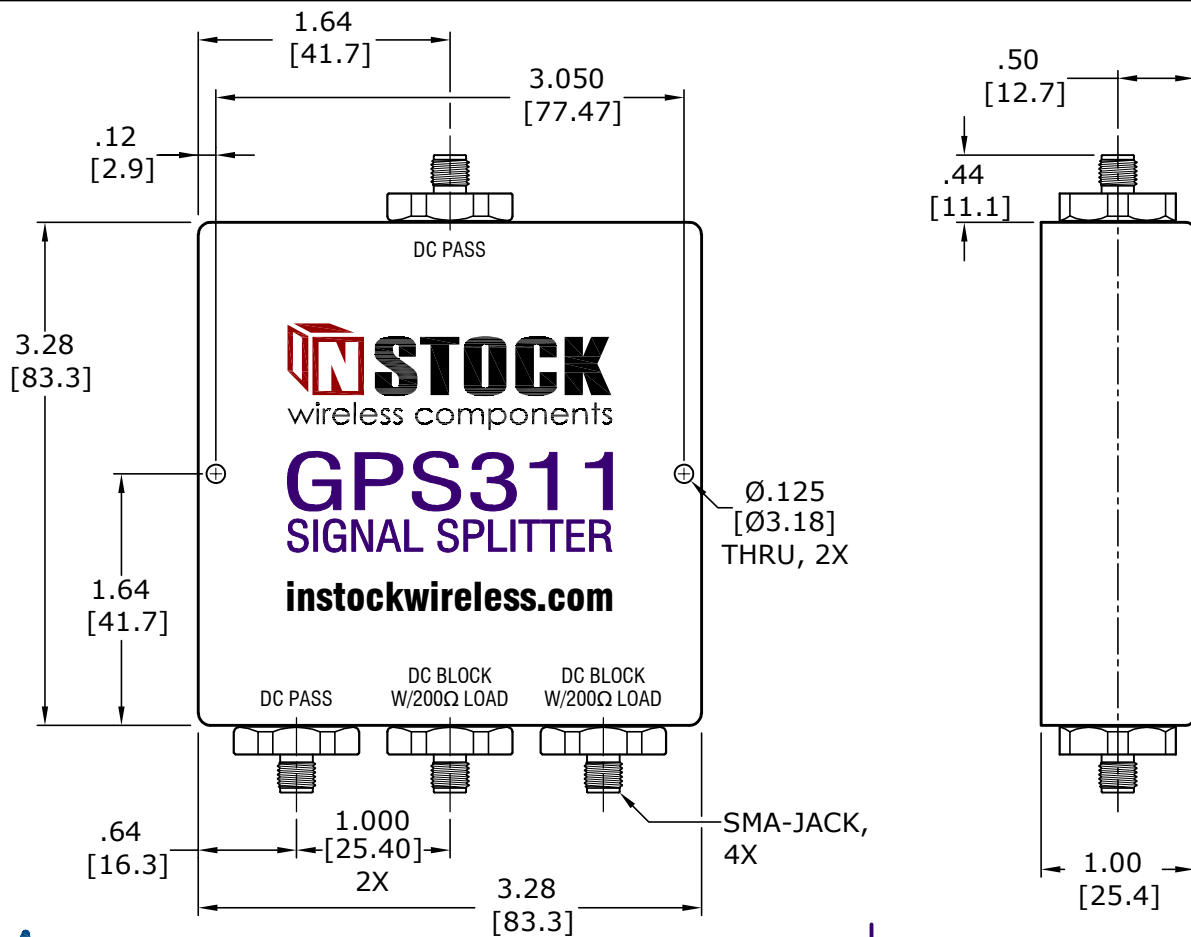 1.64
[41.7]
3.050
[77.47]
.12
[2.9]
.50
[12.7]
.44
[11.1]
DC PASS
3.28
[83.3]
IN STOCK
wireless components
GPS311
SIGNAL SPLITTER
instockwireless.com
Ø.125
[Ø3.18]
THRU, 2X
1.64
[41.7]
DC PASS
DC BLOCK
W/200Ω LOAD
DC BLOCK
W/200Ω LOAD
.64
[16.3]
1.000
[25.40]
2X
3.28
[83.3]
SMA-JACK,
4X
1.00
[25.4]